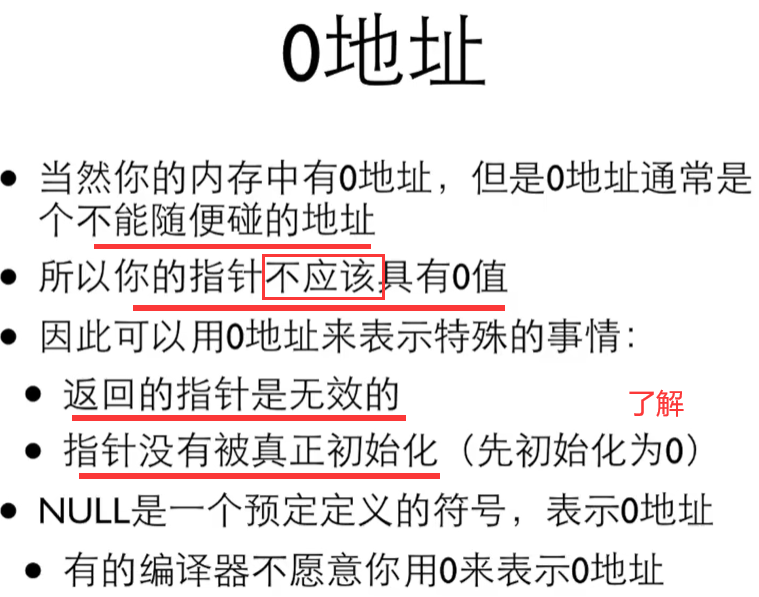 0地址
• 当然你的内存中有0地址，但是0地址通常是
个不能随便碰的地址
• 所以你的指针不应该具有0值
• 因此可以用0地址来表示特殊的事情：
• 返回的指针是无效的
了解
• 指针没有被真正初始化（先初始化为0）
• NULL是一个预定定义的符号，表示0地址
• 有的编译器不愿意你用0来表示0地址